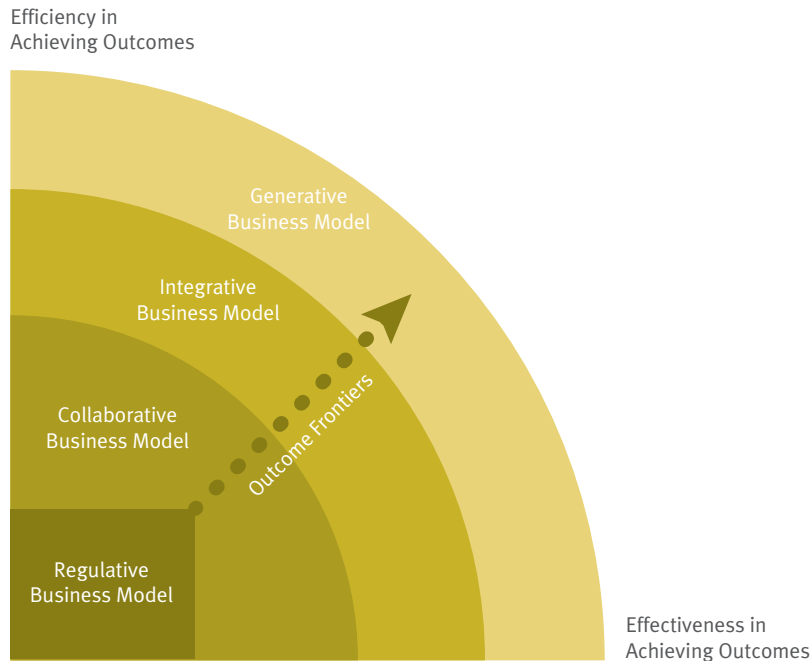 Efficiency in
Achieving Outcomes
Generative
Business Model
Integrative
Business Model
Outcome Frontiers
Collaborative
Business Model
Regulative
Business Model
Effectiveness in
Achieving Outcomes